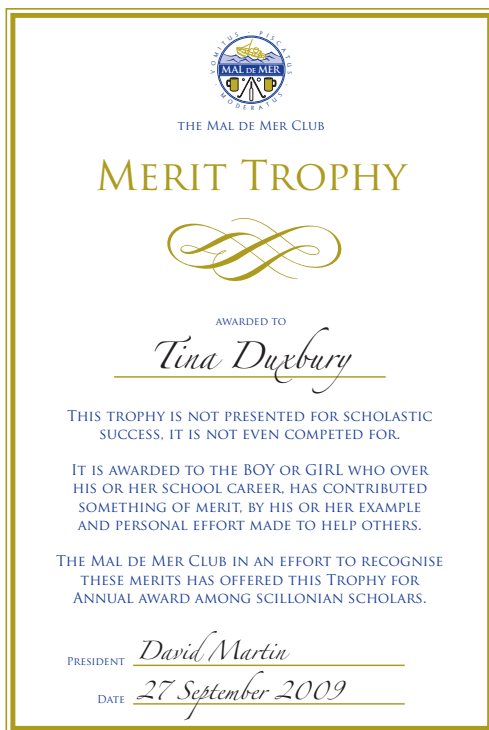 VOMITUS · PISCATUS · MODERATUS
MAL DE MER
THE MAL DE MER CLUB
MERIT TROPHY
AWARDED TO
Tina Duxbury
THIS TROPHY IS NOT PRESENTED FOR SCHOLASTIC
SUCCESS, IT IS NOT EVEN COMPETED FOR.
IT IS AWARDED TO THE BOY OR GIRL WHO OVER
HIS OR HER SCHOOL CAREER, HAS CONTRIBUTED
SOMETHING OF MERIT, BY HIS OR HER EXAMPLE
AND PERSONAL EFFORT MADE TO HELP OTHERS.
THE MAL DE MER CLUB IN AN EFFORT TO RECOGNISE
THESE MERITS HAS OFFERED THIS TROPHY FOR
ANNUAL AWARD AMONG SCILLONIAN SCHOLARS.
PRESIDENT David Martin
DATE 27 September 2009